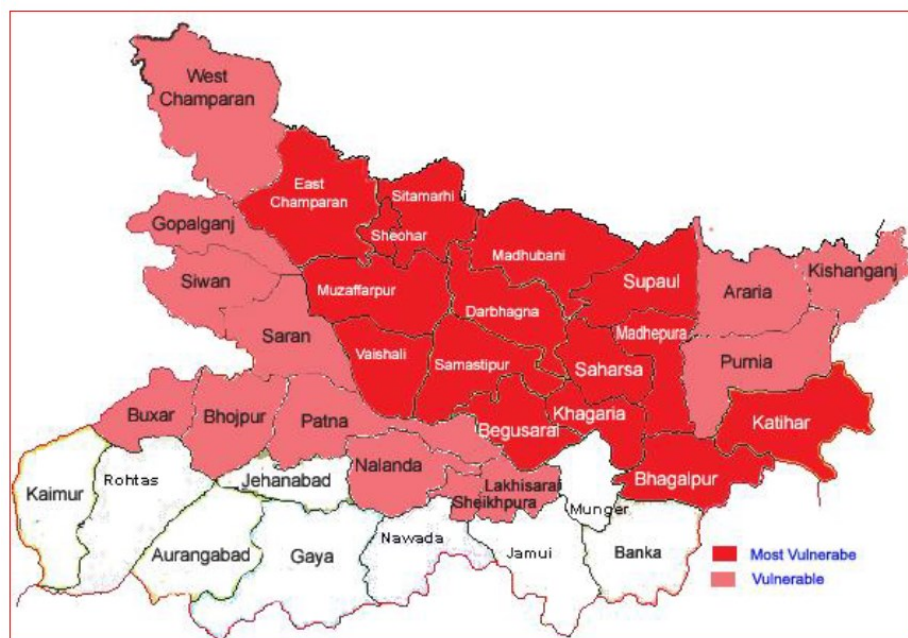 West
Champaran
East
Champaran
Sitamarhi
Sheohar
Gopalganj
Siwan
Saran
Muzaffarpur
Madhubani
Darbhagna
Supaul
Araria
Kishanganj
Vaishali
Samastipur
Saharsa
Madhepura
Purnia
Buxar
Bhojpur
Patna
Begusarai
Khagaria
Katihar
Kaimur
Rohtas
Jehanabad
Nalanda
Lakhisarai
Sheikhpura
Bhagalpur
Munger
Aurangabad
Gaya
Nawada
Jamui
Banka
Most Vulnerabe
Vulnerable